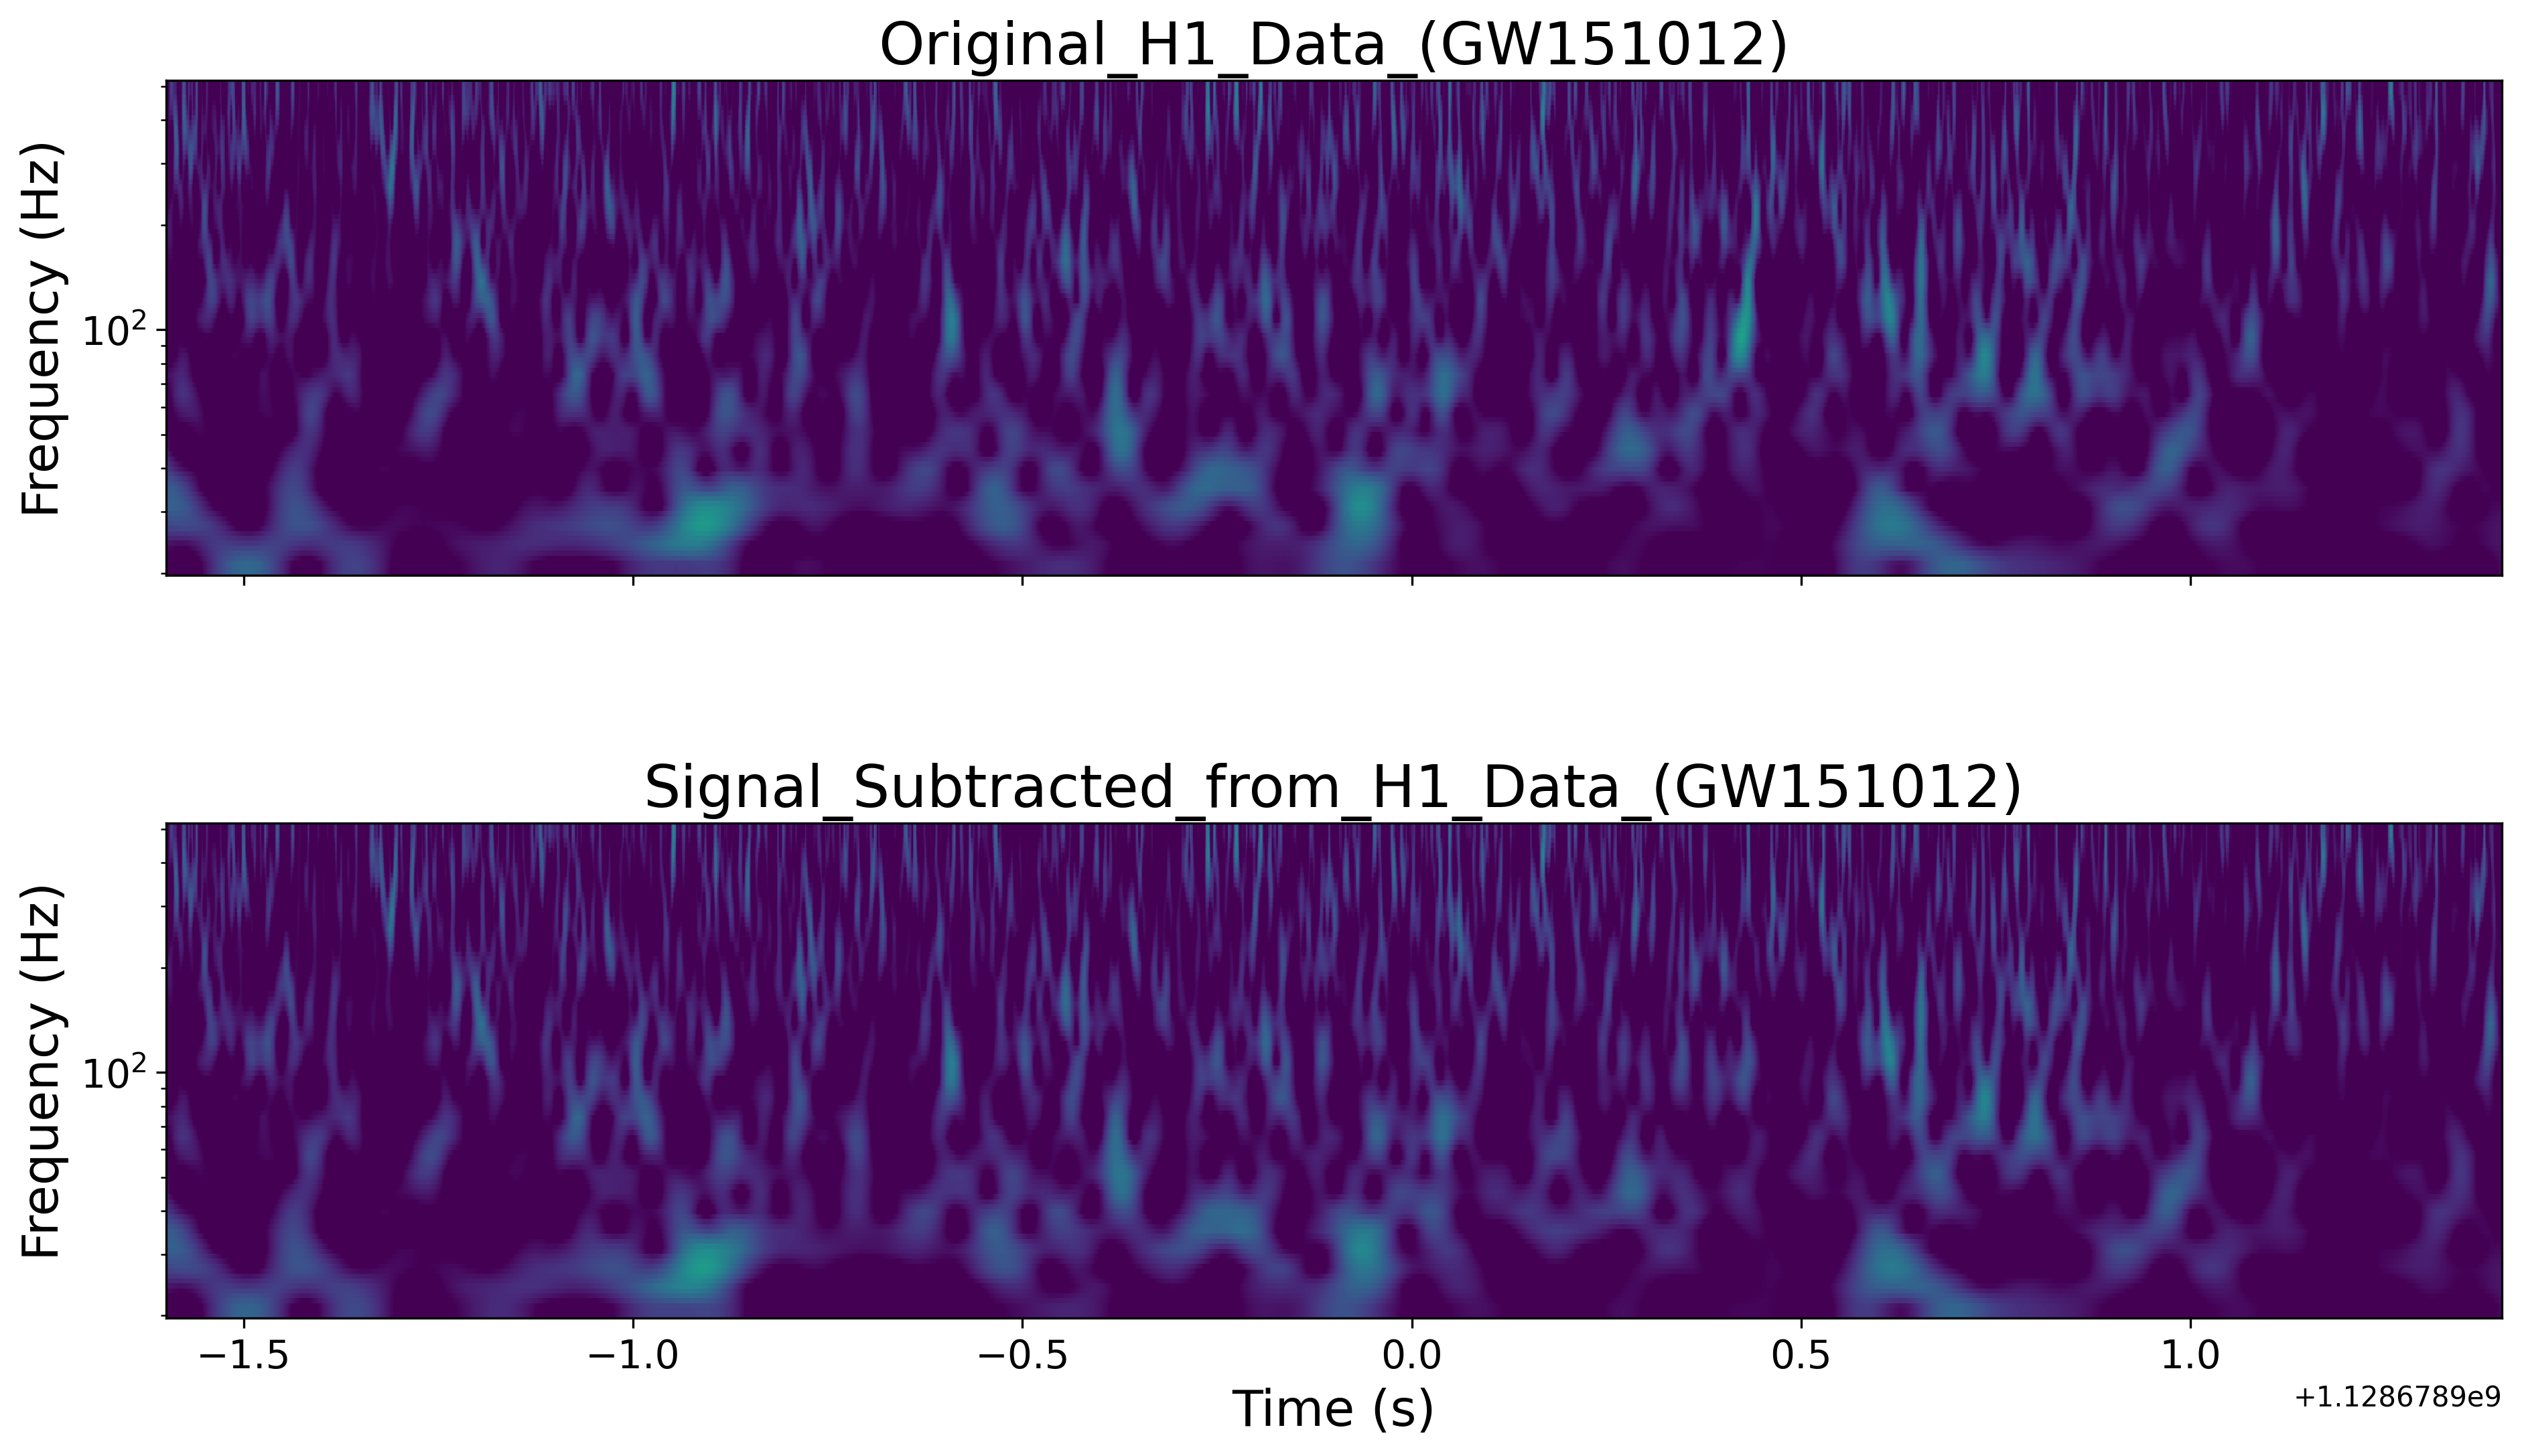 Original_H1_Data_(GW151012)
Frequency (Hz)
10²
Signal_Subtracted_from_H1_Data_(GW151012)
Frequency (Hz)
10²
−1.5 −1.0 −0.5 0.0 0.5 1.0
Time (s)
+1.1286789e9